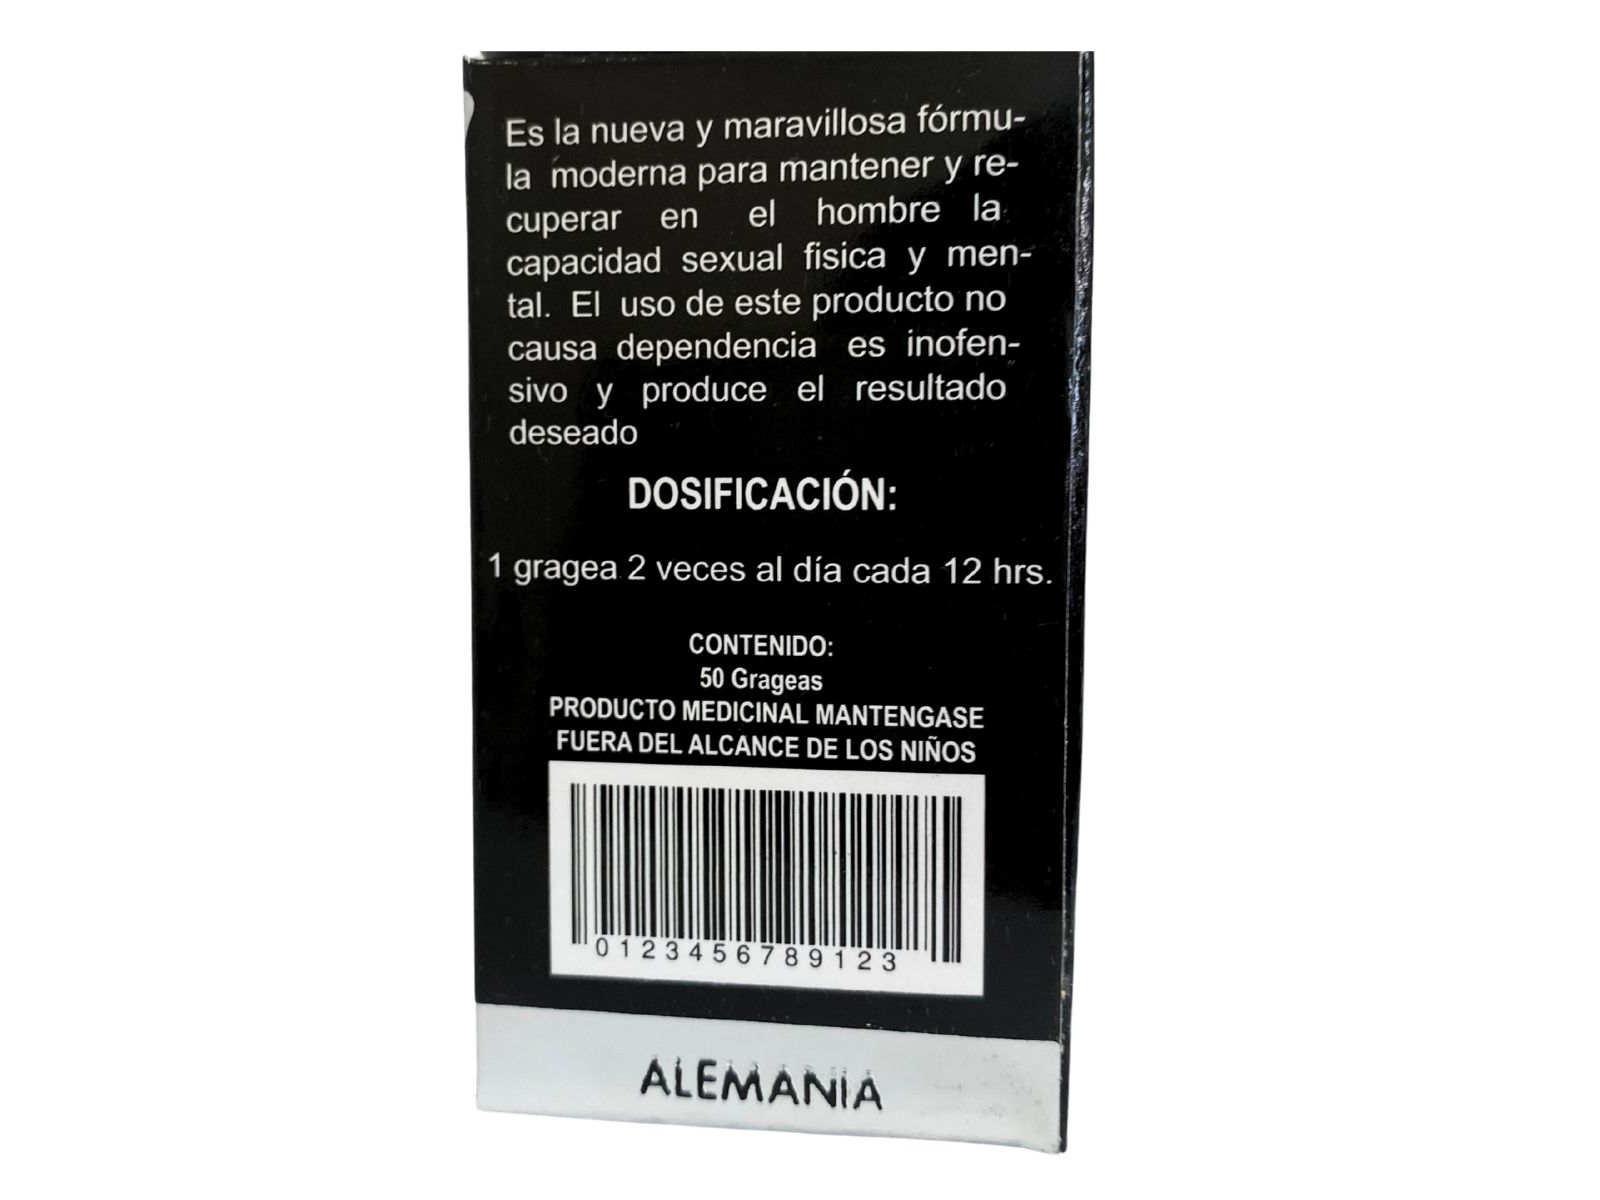 Es la nueva y maravillosa fórmu-
la moderna para mantener y re-
cuperar en el hombre la
capacidad sexual fisica y men-
tal. El uso de este producto no
causa dependencia es inofen-
sivo y produce el resultado
deseado
DOSIFICACIÓN:
1 gragea 2 veces al día cada 12 hrs.
CONTENIDO:
50 Grageas
PRODUCTO MEDICINAL MANTENGASE
FUERA DEL ALCANCE DE LOS NIÑOS
0123456789123
ALEMANIA